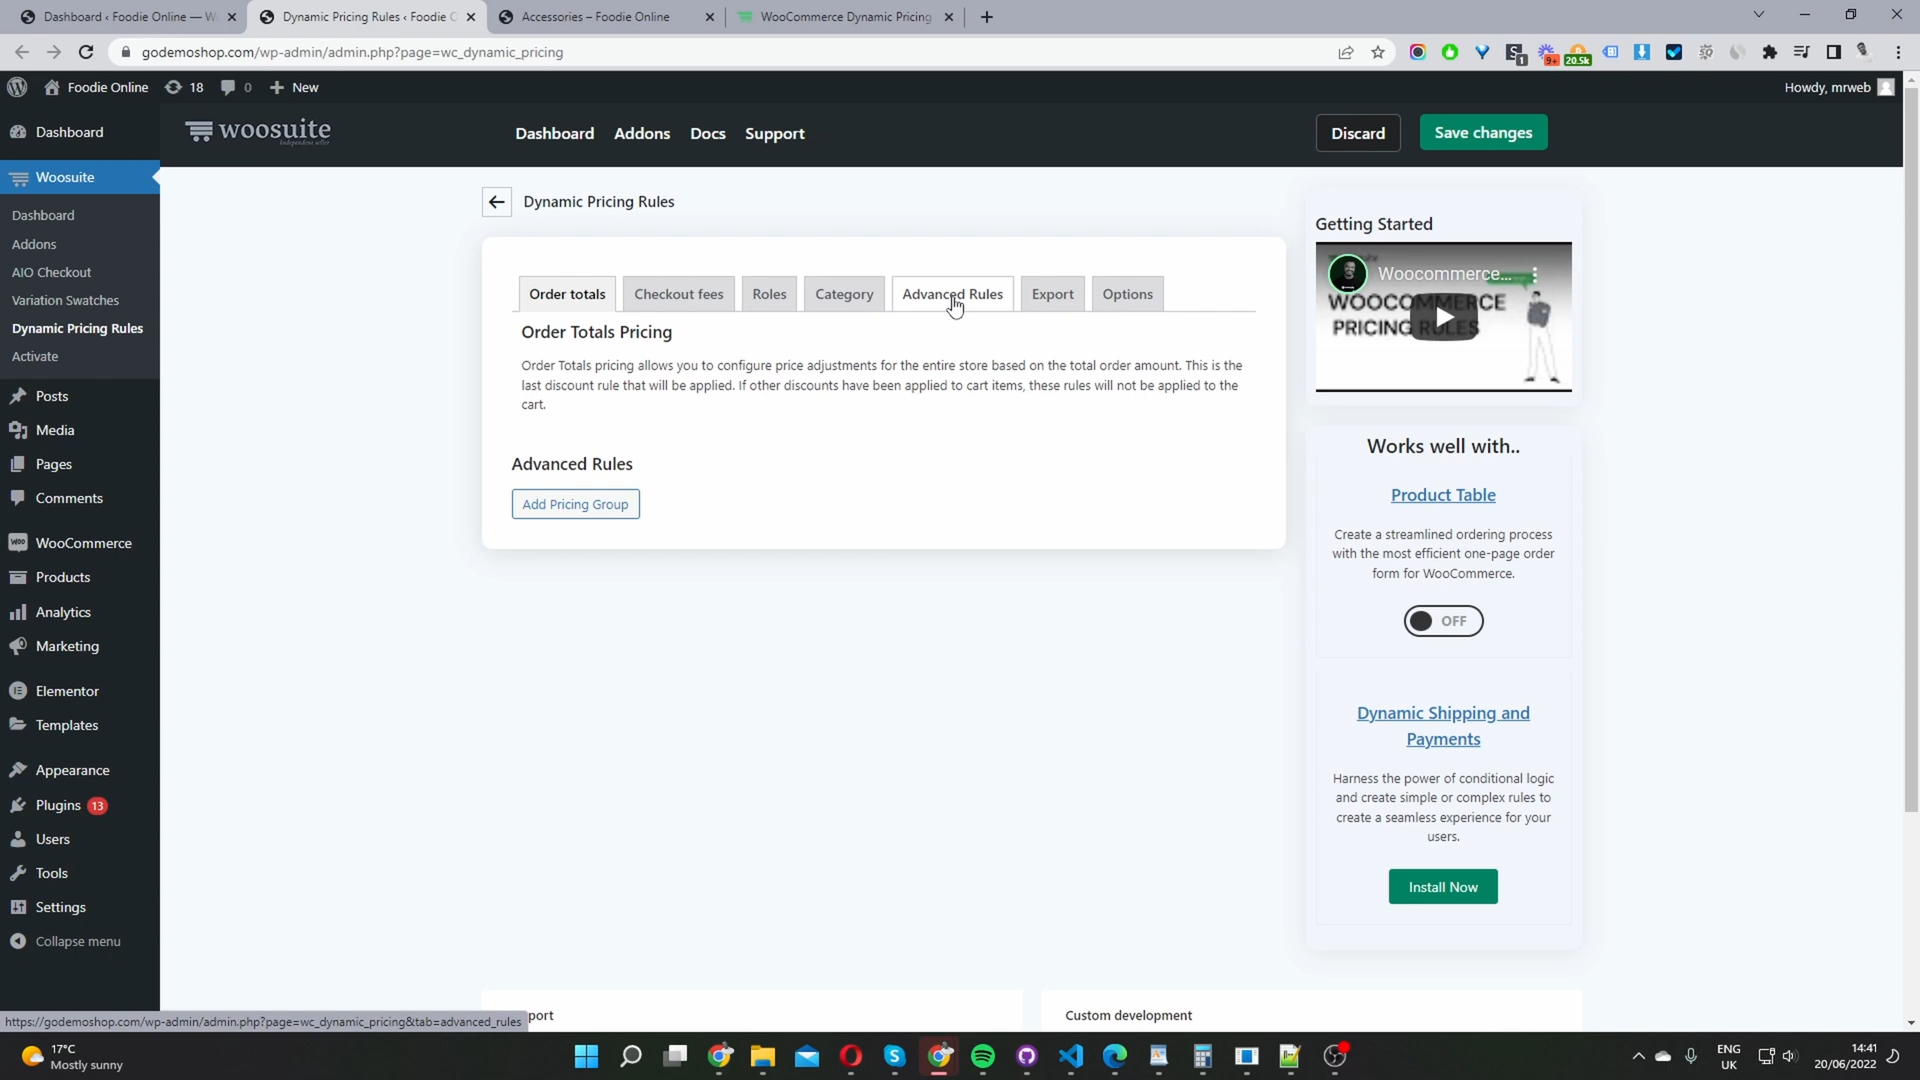 Dashboard ‹ Foodie Online — W
Dynamic Pricing Rules ‹ Foodie O
Accessories – Foodie Online
WooCommerce Dynamic Pricing
godemoshop.com/wp-admin/admin.php?page=wc_dynamic_pricing
1
9+
20.5k
Foodie Online
18
0
New
Howdy, mrweb
woosuite
Dashboard
Addons
Docs
Support
Discard
Save changes
Dashboard
Woosuite
Dashboard
Addons
AIO Checkout
Variation Swatches
Dynamic Pricing Rules
Activate
Posts
Media
Pages
Comments
WooCommerce
Products
Analytics
Marketing
Elementor
Templates
Appearance
Plugins 13
Users
Tools
Settings
Collapse menu
Dynamic Pricing Rules
Order totals
Checkout fees
Roles
Category
Advanced Rules
Export
Options
Order Totals Pricing
Order Totals pricing allows you to configure price adjustments for the entire store based on the total order amount. This is the
last discount rule that will be applied. If other discounts have been applied to cart items, these rules will not be applied to the
cart.
Advanced Rules
Add Pricing Group
Getting Started
Woocommerce...
WOOCOMMERCE
PRICING RULES
Works well with..
Product Table
Create a streamlined ordering process
with the most efficient one-page order
form for WooCommerce.
OFF
Dynamic Shipping and
Payments
Harness the power of conditional logic
and create simple or complex rules to
create a seamless experience for your
users.
Install Now
port
Custom development
https://godemoshop.com/wp-admin/admin.php?page=wc_dynamic_pricing&tab=advanced_rules
17°C
Mostly sunny
ENG
UK
14:41
20/06/2022